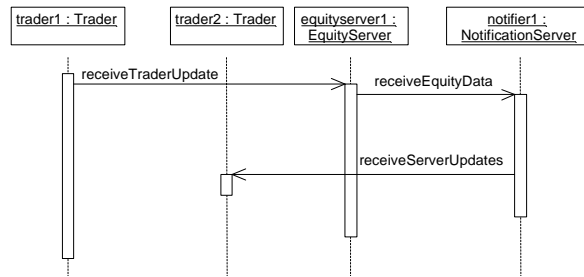 trader1 : Trader
trader2 : Trader
equityserver1 :
EquityServer
notifier1 :
NotificationServer
receiveTraderUpdate
receiveEquityData
receiveServerUpdates